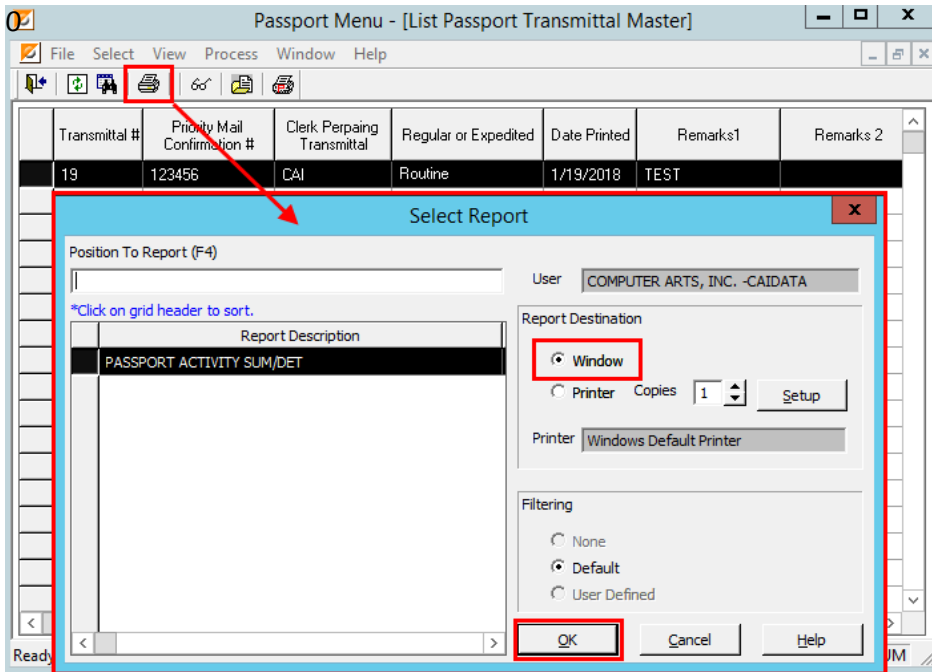 Passport Menu - [List Passport Transmittal Master]
File Select View Process Window Help
Transmittal # Priority Mail Confirmation # Clerk Perpaing Transmittal Regular or Expedited Date Printed Remarks1 Remarks 2
19 123456 CAI Routine 1/19/2018 TEST
Select Report
Position To Report (F4)
User COMPUTER ARTS, INC. -CAIDATA
*Click on grid header to sort.
Report Description
PASSPORT ACTIVITY SUM/DET
Report Destination
Window
Printer Copies 1 Setup
Printer Windows Default Printer
Filtering
None
Default
User Defined
OK Cancel Help
Ready